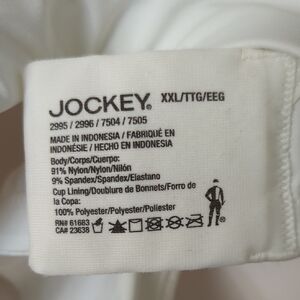 JOCKEY® XXL/TTG/EEG
2995 / 2996 / 7504 / 7505
MADE IN INDONESIA / FABRIQUÉ EN
INDONÉSIE / HECHO EN INDONESIA
Body/Corps/Cuerpo:
91% Nylon/Nylon/Nilón
9% Spandex/Spandex/Elastano
Cup Lining/Doublure de Bonnets/Forro de
la Copa:
100% Polyester/Polyester/Poliester
RN# 61683
CA# 23638